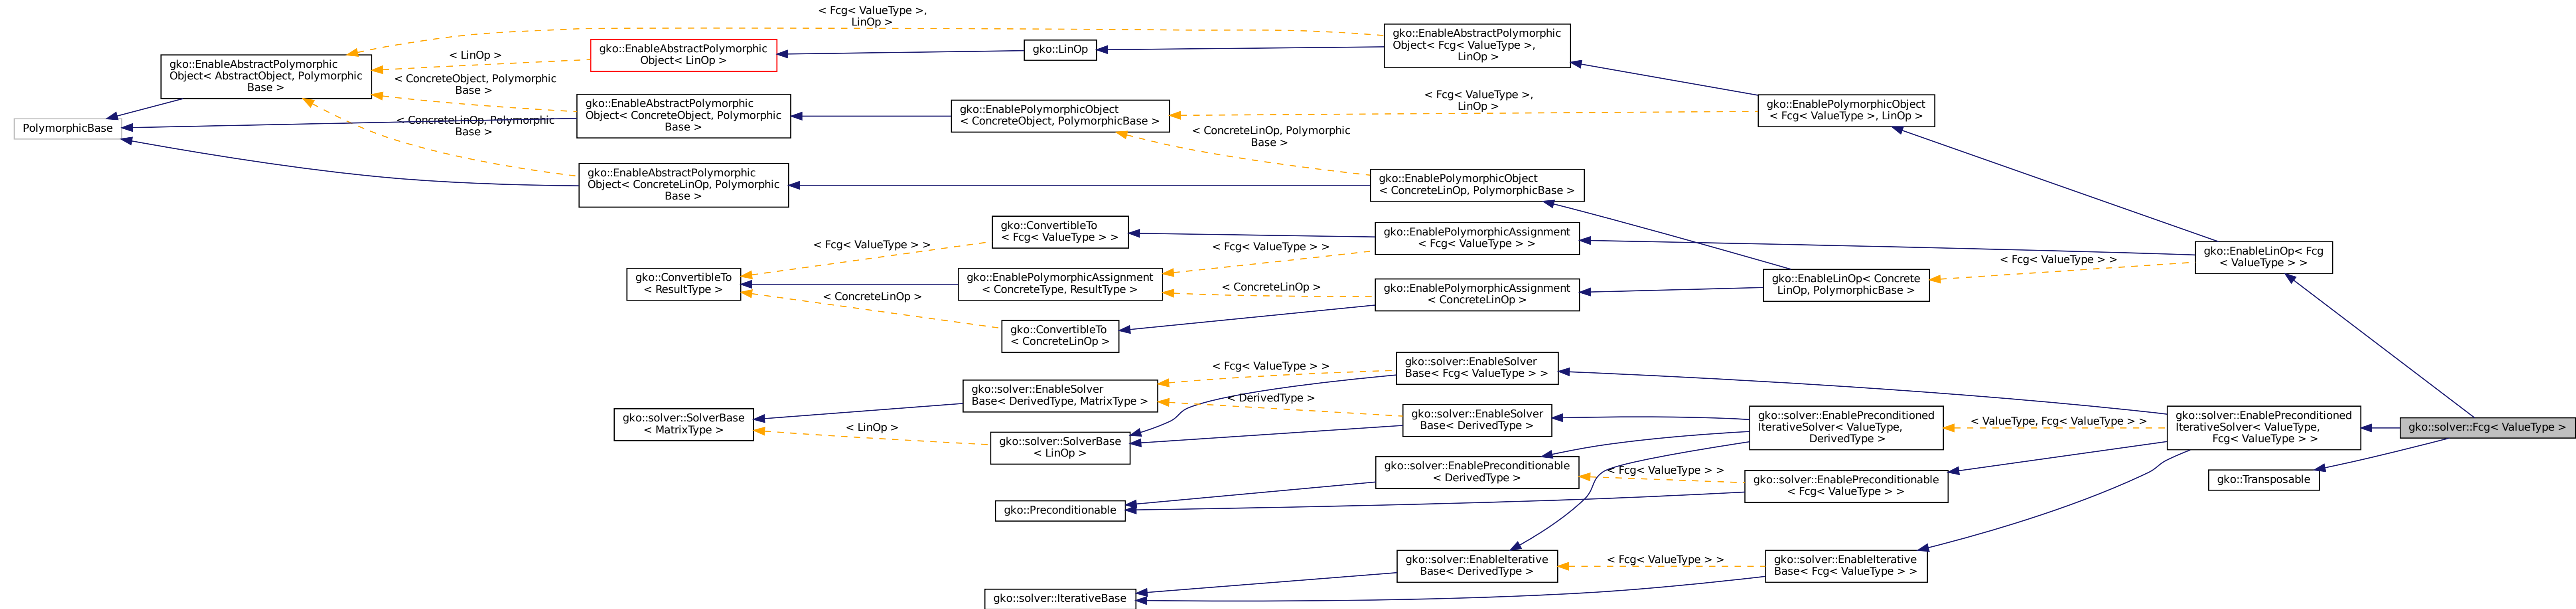 < Fcg< ValueType >,
LinOp >
gko::EnableAbstractPolymorphic
Object< Fcg< ValueType >,
LinOp >
gko::EnableAbstractPolymorphic
Object< LinOp >
gko::LinOp
< LinOp >
gko::EnableAbstractPolymorphic
Object< AbstractObject, Polymorphic
Base >
< ConcreteObject, Polymorphic
Base >
gko::EnableAbstractPolymorphic
Object< ConcreteObject, Polymorphic
Base >
gko::EnablePolymorphicObject
< ConcreteObject, PolymorphicBase >
< Fcg< ValueType >,
LinOp >
gko::EnablePolymorphicObject
< Fcg< ValueType >, LinOp >
PolymorphicBase
< ConcreteLinOp, Polymorphic
Base >
< ConcreteLinOp, Polymorphic
Base >
gko::EnableAbstractPolymorphic
Object< ConcreteLinOp, Polymorphic
Base >
gko::EnablePolymorphicObject
< ConcreteLinOp, PolymorphicBase >
gko::ConvertibleTo
< Fcg< ValueType > >
gko::EnablePolymorphicAssignment
< Fcg< ValueType > >
< Fcg< ValueType > >
< Fcg< ValueType > >
gko::EnableLinOp< Fcg
< ValueType > >
< Fcg< ValueType > >
gko::ConvertibleTo
< ResultType >
gko::EnablePolymorphicAssignment
< ConcreteType, ResultType >
gko::EnableLinOp< Concrete
LinOp, PolymorphicBase >
< ConcreteLinOp >
< ConcreteLinOp >
gko::EnablePolymorphicAssignment
< ConcreteLinOp >
gko::ConvertibleTo
< ConcreteLinOp >
< Fcg< ValueType > >
gko::solver::EnableSolver
Base< Fcg< ValueType > >
gko::solver::EnableSolver
Base< DerivedType, MatrixType >
< DerivedType >
gko::solver::SolverBase
< MatrixType >
< LinOp >
gko::solver::EnableSolver
Base< DerivedType >
gko::solver::EnablePreconditioned
IterativeSolver< ValueType,
DerivedType >
< ValueType, Fcg< ValueType > >
gko::solver::EnablePreconditioned
IterativeSolver< ValueType,
Fcg< ValueType > >
gko::solver::Fcg< ValueType >
gko::solver::SolverBase
< LinOp >
gko::solver::EnablePreconditionable
< DerivedType >
< Fcg< ValueType > >
gko::solver::EnablePreconditionable
< Fcg< ValueType > >
gko::Transposable
gko::Preconditionable
gko::solver::EnableIterative
Base< DerivedType >
< Fcg< ValueType > >
gko::solver::EnableIterative
Base< Fcg< ValueType > >
gko::solver::IterativeBase